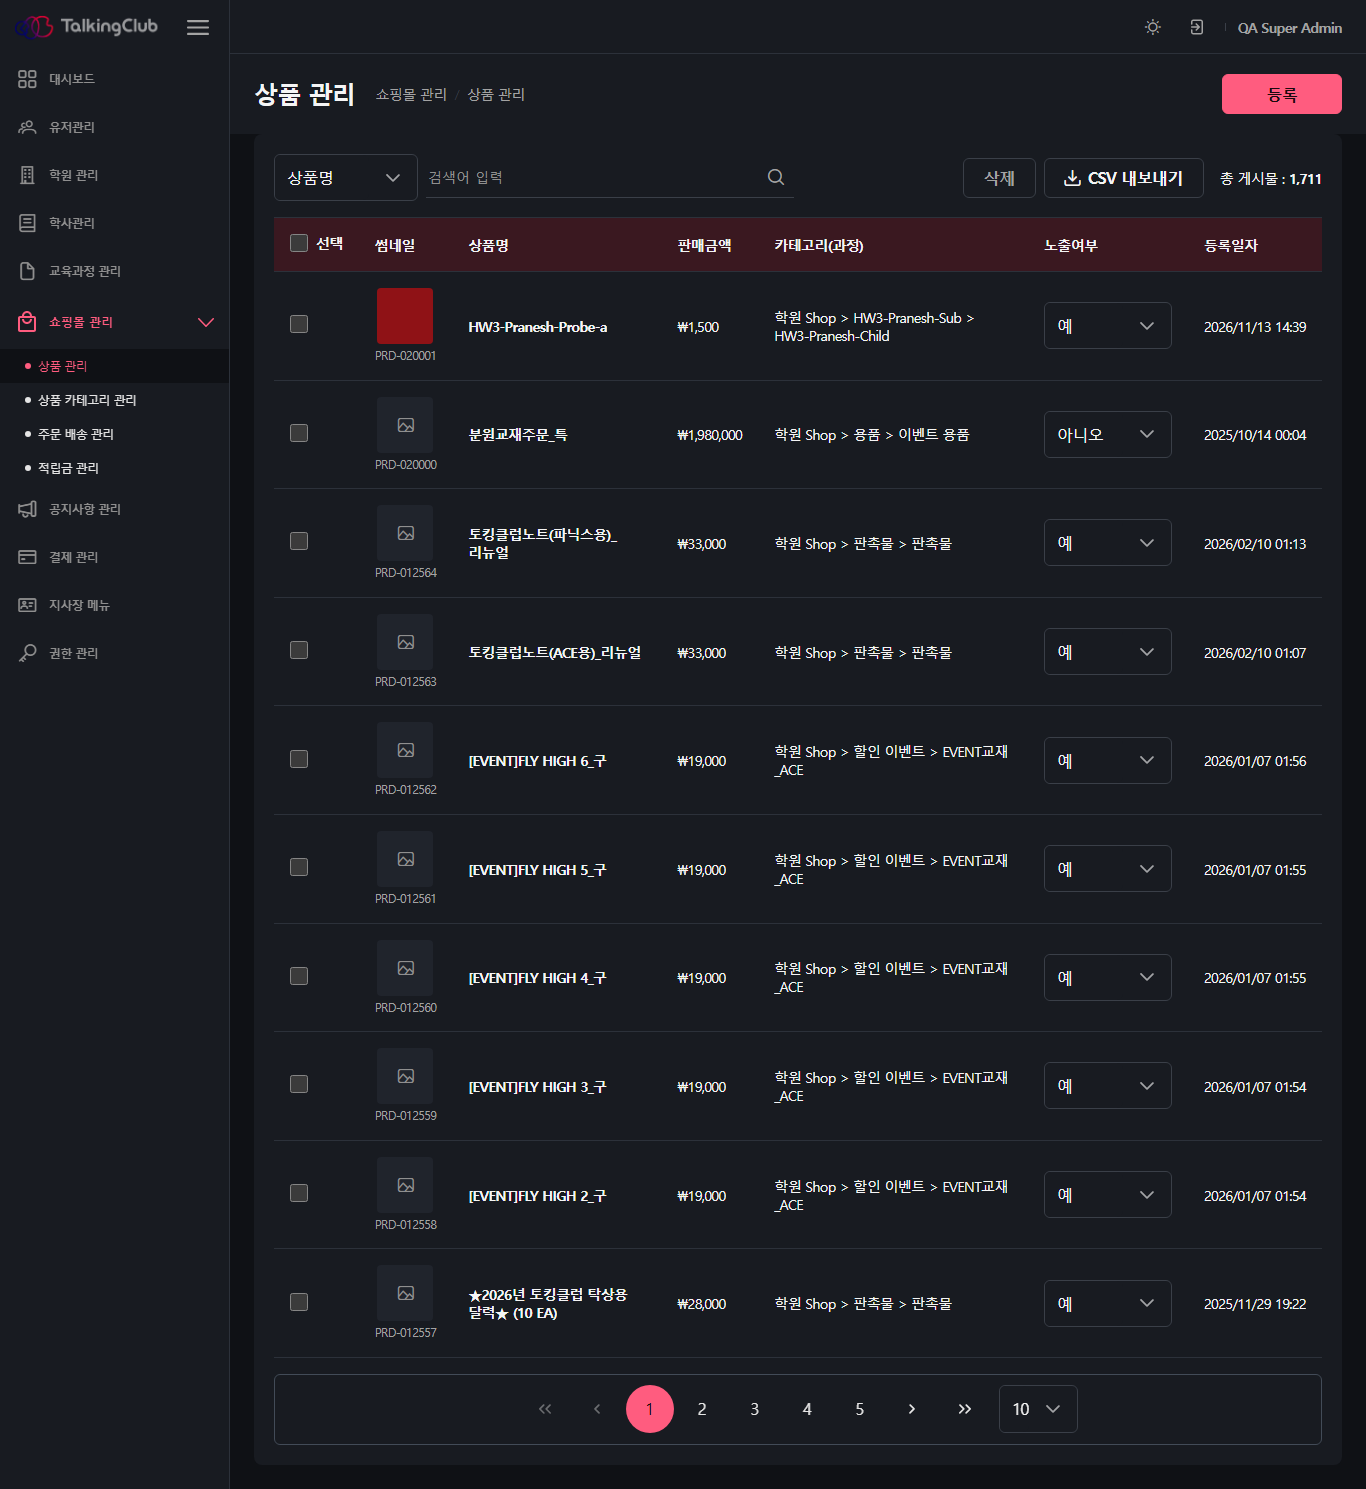 TalkingClub
QA Super Admin
대시보드
유저관리
학원 관리
학사관리
교육과정 관리
쇼핑몰 관리
상품 관리
상품 카테고리 관리
주문 배송 관리
적립금 관리
공지사항 관리
결제 관리
지사장 메뉴
권한 관리
상품 관리
쇼핑몰 관리 / 상품 관리
등록
상품명
검색어 입력
삭제
CSV 내보내기
총 게시물 : 1,711
선택 썸네일 상품명 판매금액 카테고리(과정) 노출여부 등록일자
PRD-020001
HW3-Pranesh-Probe-a
₩1,500
학원 Shop > HW3-Pranesh-Sub >
HW3-Pranesh-Child
예
2026/11/13 14:39
PRD-020000
분원교재주문_특
₩1,980,000
학원 Shop > 용품 > 이벤트 용품
아니오
2025/10/14 00:04
PRD-012564
토킹클럽노트(파닉스용)_
리뉴얼
₩33,000
학원 Shop > 판촉물 > 판촉물
예
2026/02/10 01:13
PRD-012563
토킹클럽노트(ACE용)_리뉴얼
₩33,000
학원 Shop > 판촉물 > 판촉물
예
2026/02/10 01:07
PRD-012562
[EVENT]FLY HIGH 6_구
₩19,000
학원 Shop > 할인 이벤트 > EVENT교재
_ACE
예
2026/01/07 01:56
PRD-012561
[EVENT]FLY HIGH 5_구
₩19,000
학원 Shop > 할인 이벤트 > EVENT교재
_ACE
예
2026/01/07 01:55
PRD-012560
[EVENT]FLY HIGH 4_구
₩19,000
학원 Shop > 할인 이벤트 > EVENT교재
_ACE
예
2026/01/07 01:55
PRD-012559
[EVENT]FLY HIGH 3_구
₩19,000
학원 Shop > 할인 이벤트 > EVENT교재
_ACE
예
2026/01/07 01:54
PRD-012558
[EVENT]FLY HIGH 2_구
₩19,000
학원 Shop > 할인 이벤트 > EVENT교재
_ACE
예
2026/01/07 01:54
PRD-012557
★2026년 토킹클럽 탁상용
달력★ (10 EA)
₩28,000
학원 Shop > 판촉물 > 판촉물
예
2025/11/29 19:22
1 2 3 4 5 10